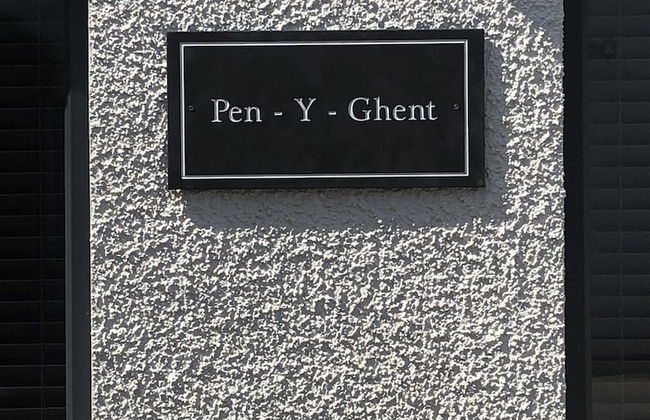 Pen - Y - Ghent